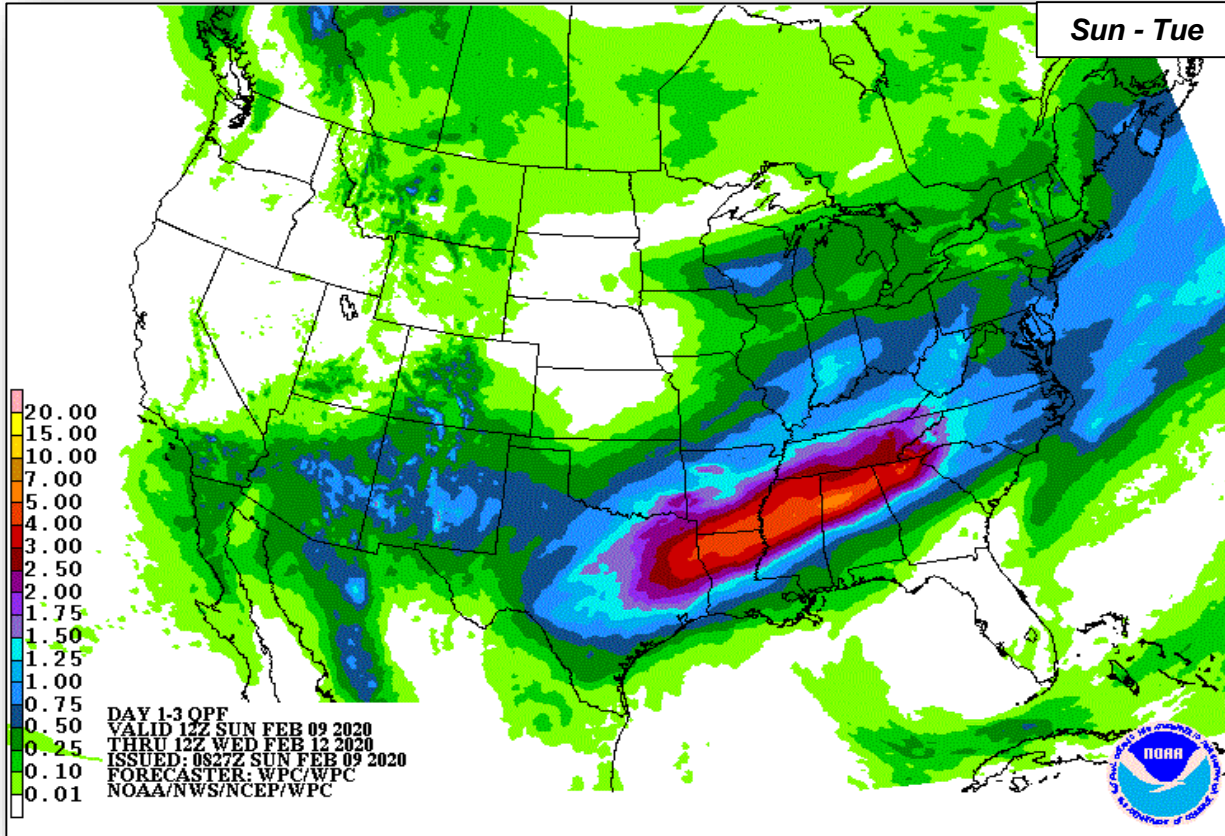 Sun - Tue
20.00
15.00
10.00
7.00
5.00
4.00
3.00
2.50
2.00
1.75
1.50
1.25
1.00
0.75
0.50
0.25
0.10
0.01
DAY 1-3 QPF
VALID 12Z SUN FEB 09 2020
THRU 12Z WED FEB 12 2020
ISSUED: 0827Z SUN FEB 09 2020
FORECASTER: WPC/WPC
NOAA/NWS/NCEP/WPC
NOAA